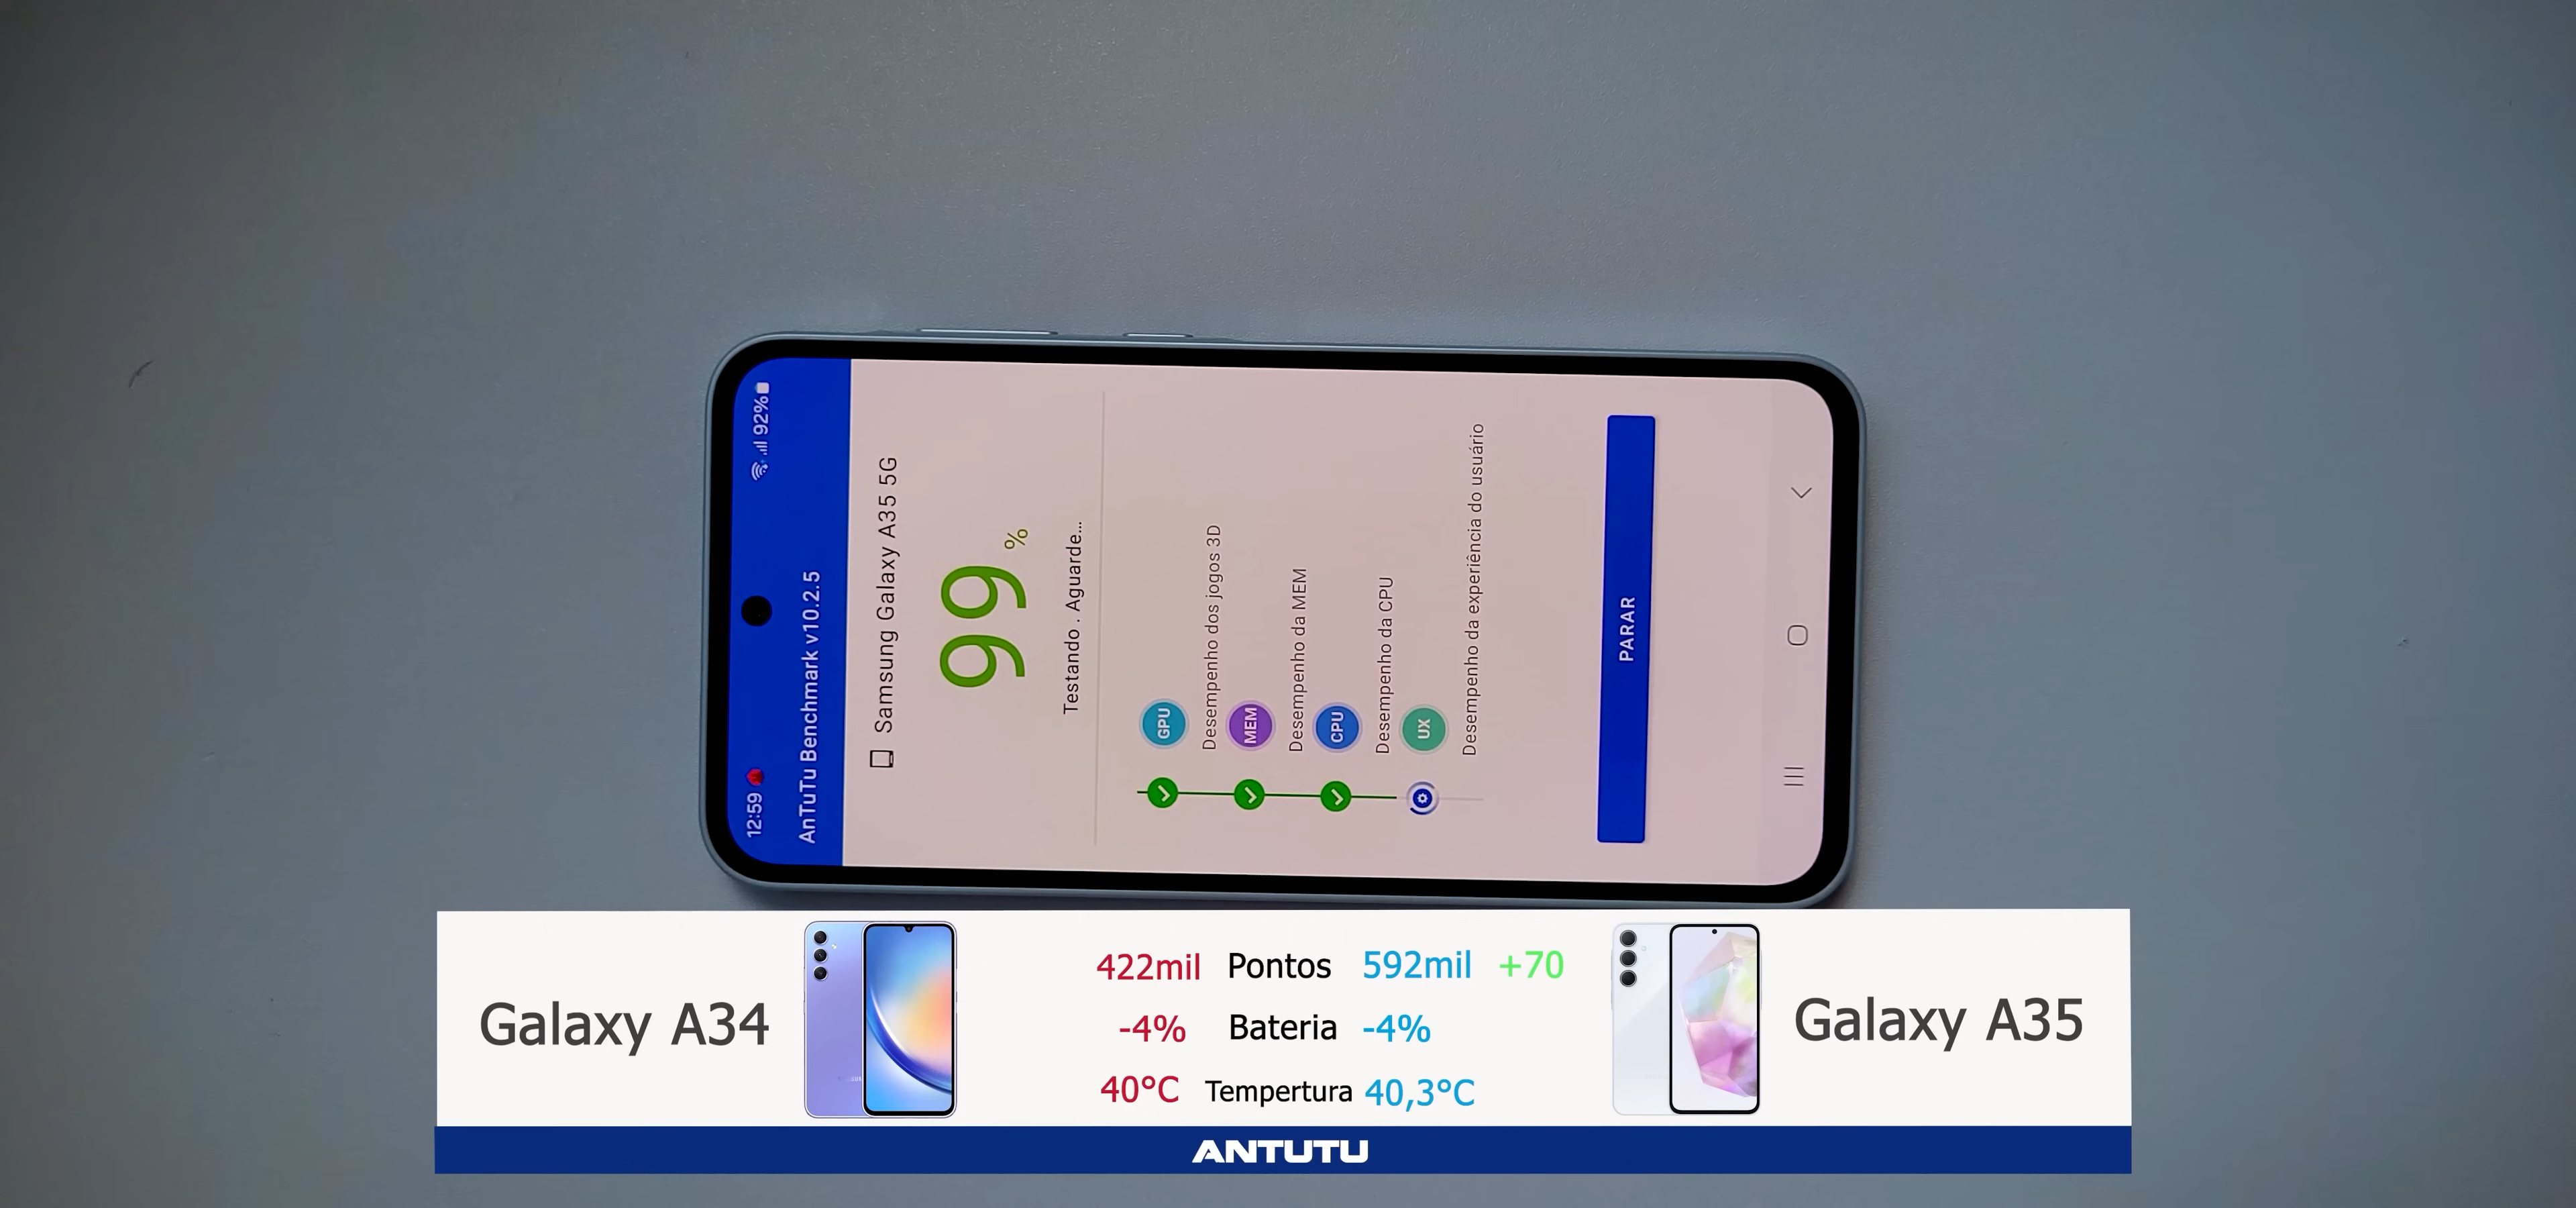 12:59 92%
AnTuTu Benchmark v10.2.5
Samsung Galaxy A35 5G
99 %
Testando . Aguarde...
GPU
Desempenho dos jogos 3D
MEM
Desempenho da MEM
CPU
Desempenho da CPU
UX
Desempenho da experiência do usuário
PARAR
Galaxy A34
422mil Pontos 592mil +70
-4% Bateria -4%
40°C Tempertura 40,3°C
Galaxy A35
ANTUTU